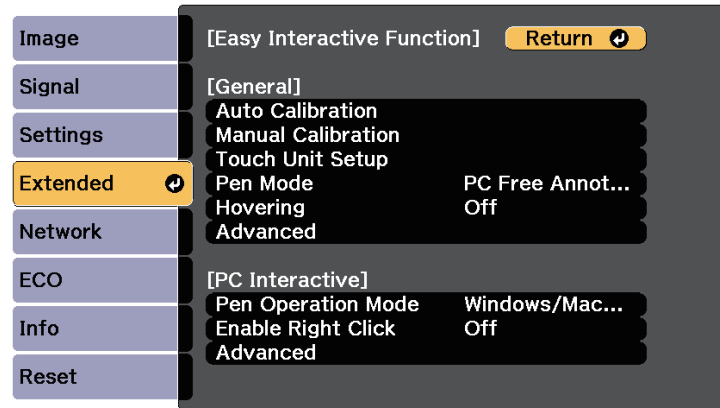 Image
Signal
Settings
Extended
Network
ECO
Info
Reset
[Easy Interactive Function] Return
[General]
Auto Calibration
Manual Calibration
Touch Unit Setup
Pen Mode PC Free Annot...
Hovering Off
Advanced
[PC Interactive]
Pen Operation Mode Windows/Mac...
Enable Right Click Off
Advanced